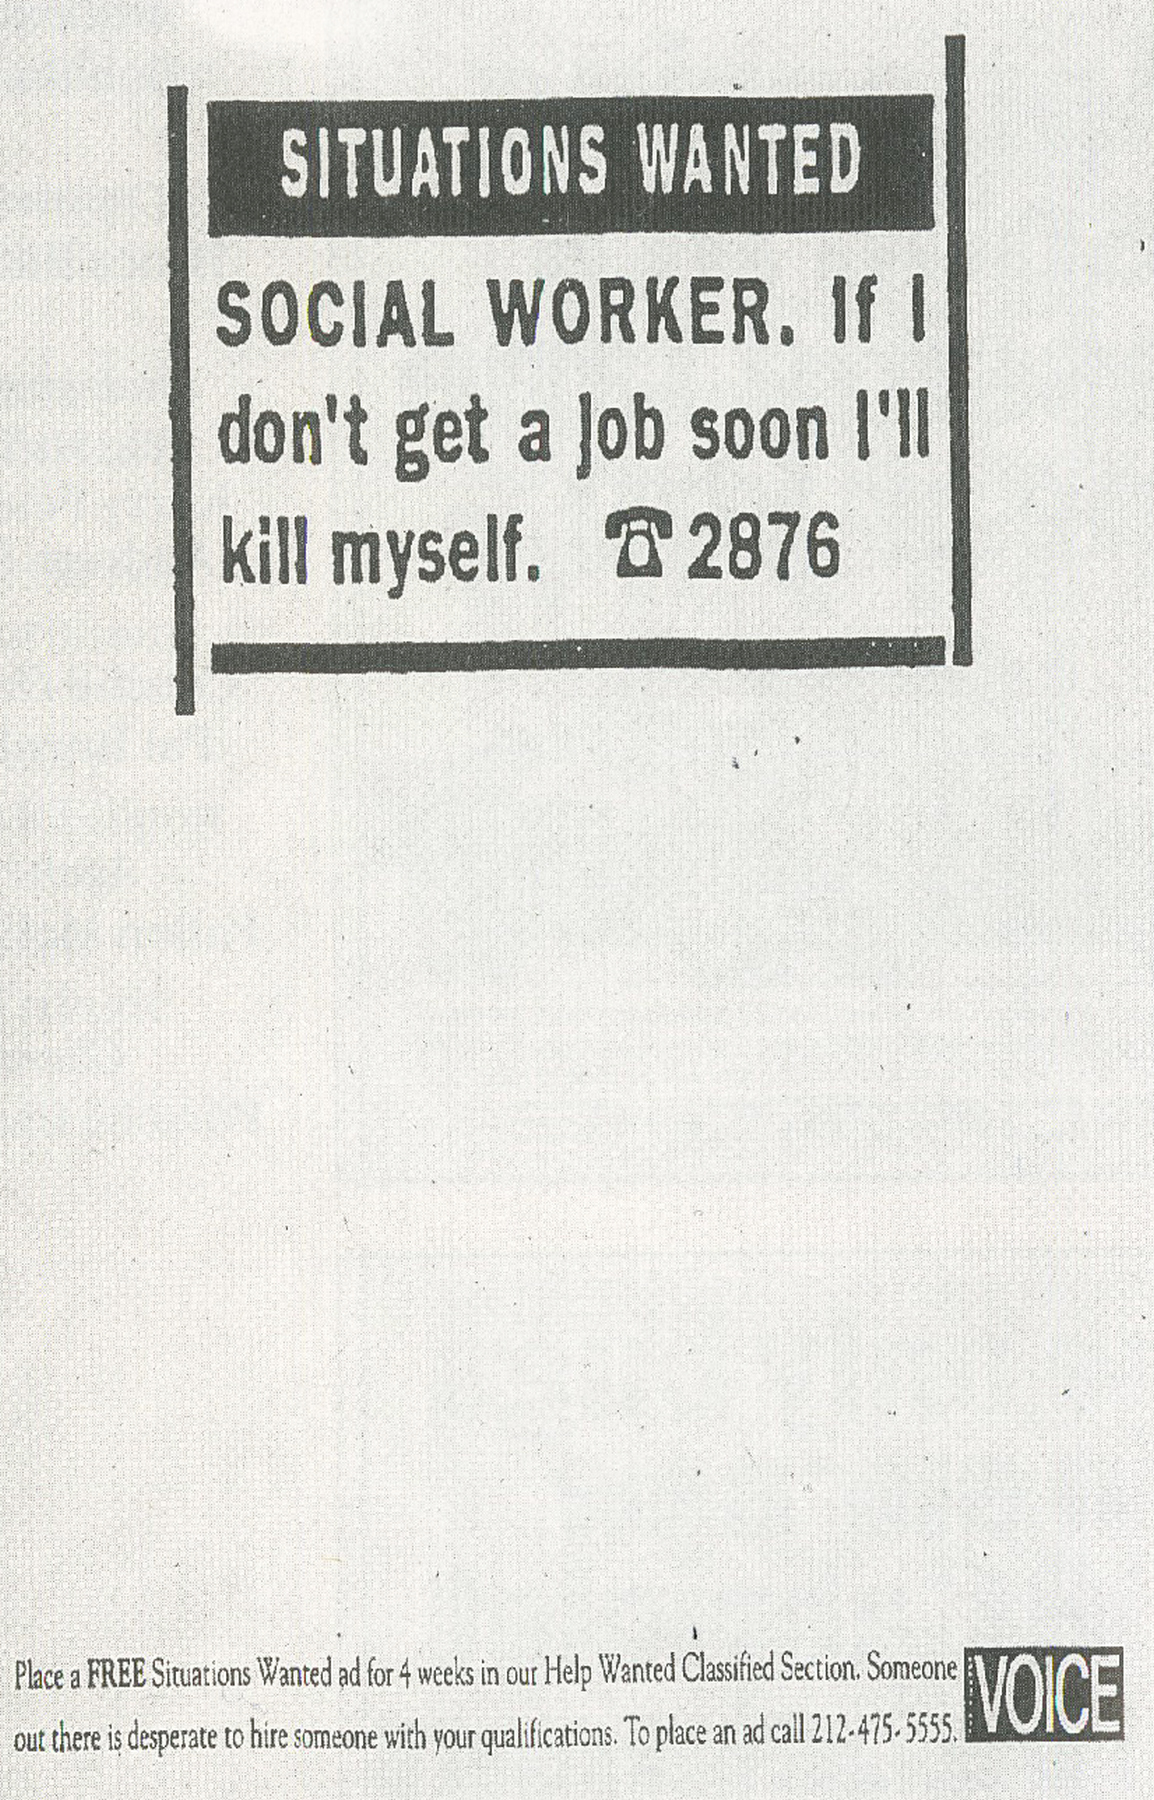 SITUATIONS WANTED
SOCIAL WORKER. If I
don't get a job soon I'll
kill myself. ☎2876
Place a FREE Situations Wanted ad for 4 weeks in our Help Wanted Classified Section. Someone
out there is desperate to hire someone with your qualifications. To place an ad call 212-475-5555.
VOICE